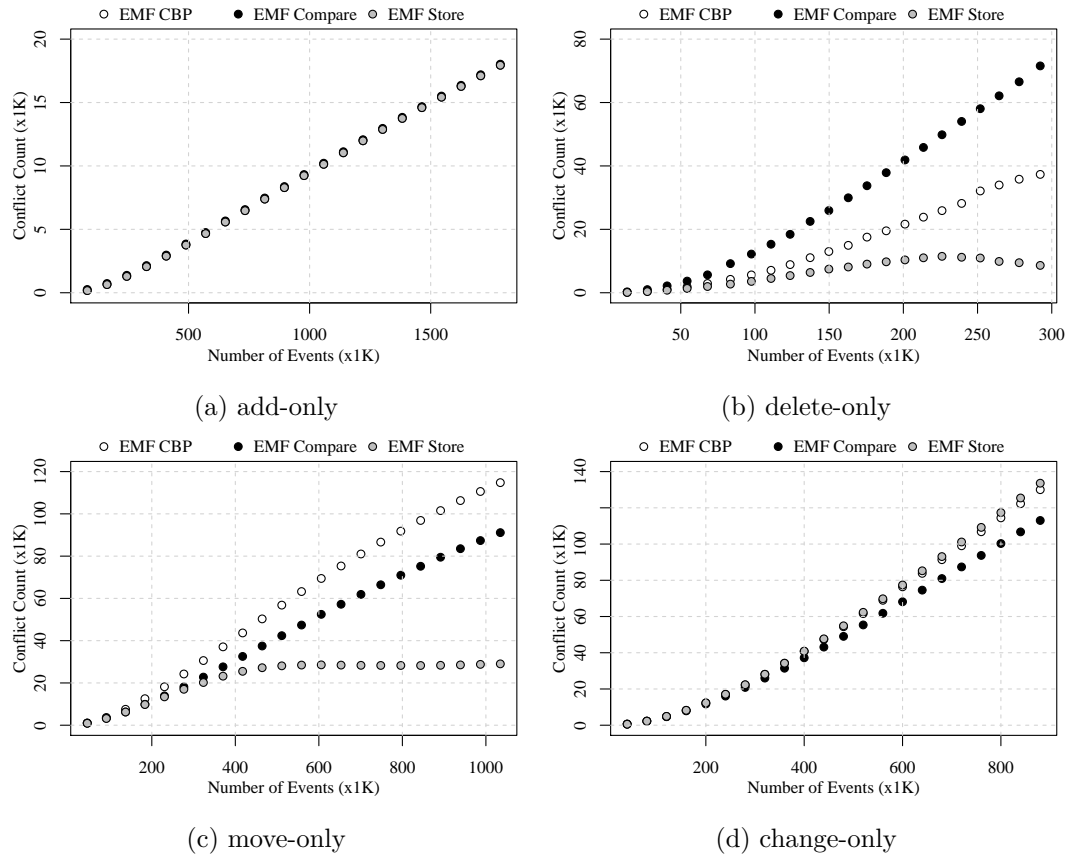 EMF CBP EMF Compare EMF Store
EMF CBP EMF Compare EMF Store
20
15
10
5
0
Conflict Count (x1K)
500 1000 1500
Number of Events (x1K)
80
60
40
20
0
Conflict Count (x1K)
50 100 150 200 250 300
Number of Events (x1K)
(a) add-only
(b) delete-only
EMF CBP EMF Compare EMF Store
EMF CBP EMF Compare EMF Store
120
100
80
60
40
20
0
Conflict Count (x1K)
200 400 600 800 1000
Number of Events (x1K)
140
120
100
80
60
40
20
0
Conflict Count (x1K)
200 400 600 800
Number of Events (x1K)
(c) move-only
(d) change-only